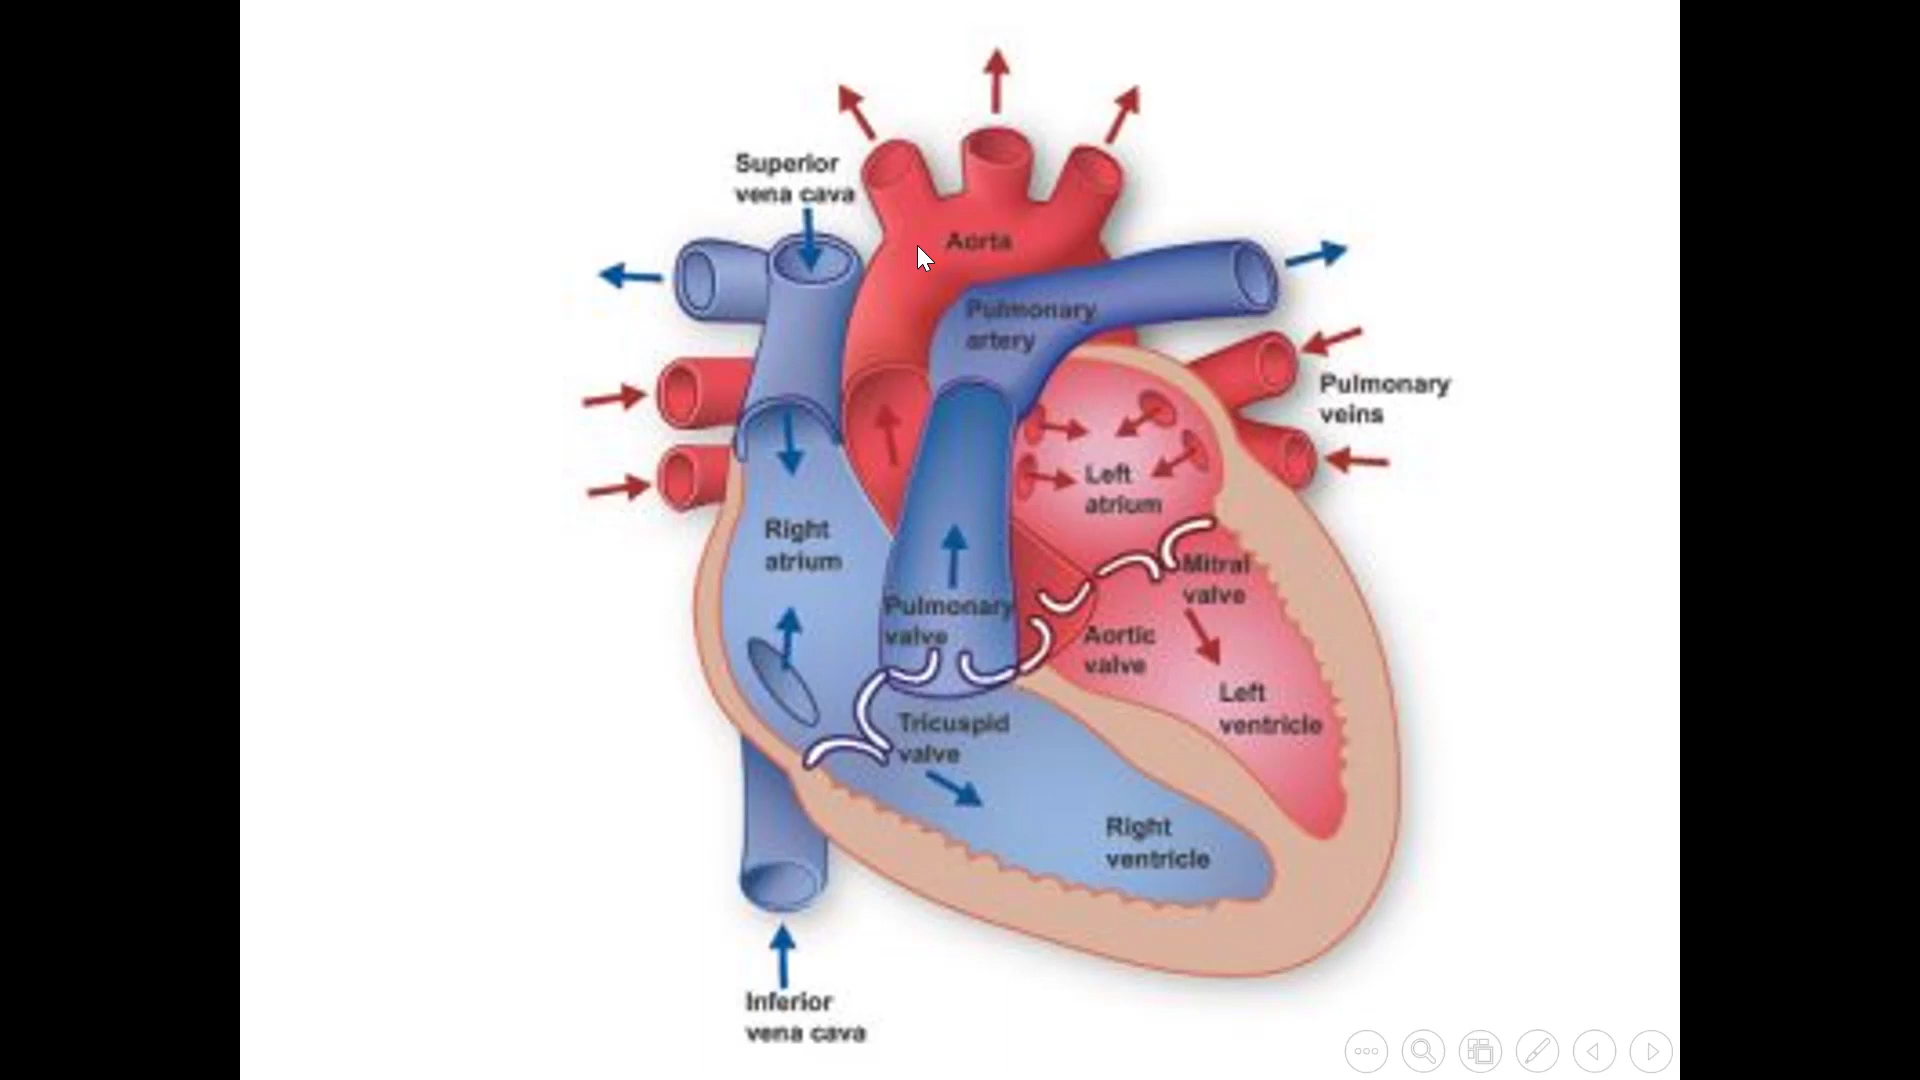 Superior
vena cava
Aorta
Pulmonary
artery
Pulmonary
veins
Left
atrium
Right
atrium
Mitral
valve
Pulmonary
valve
Aortic
valve
Left
ventricle
Tricuspid
valve
Right
ventricle
Inferior
vena cava